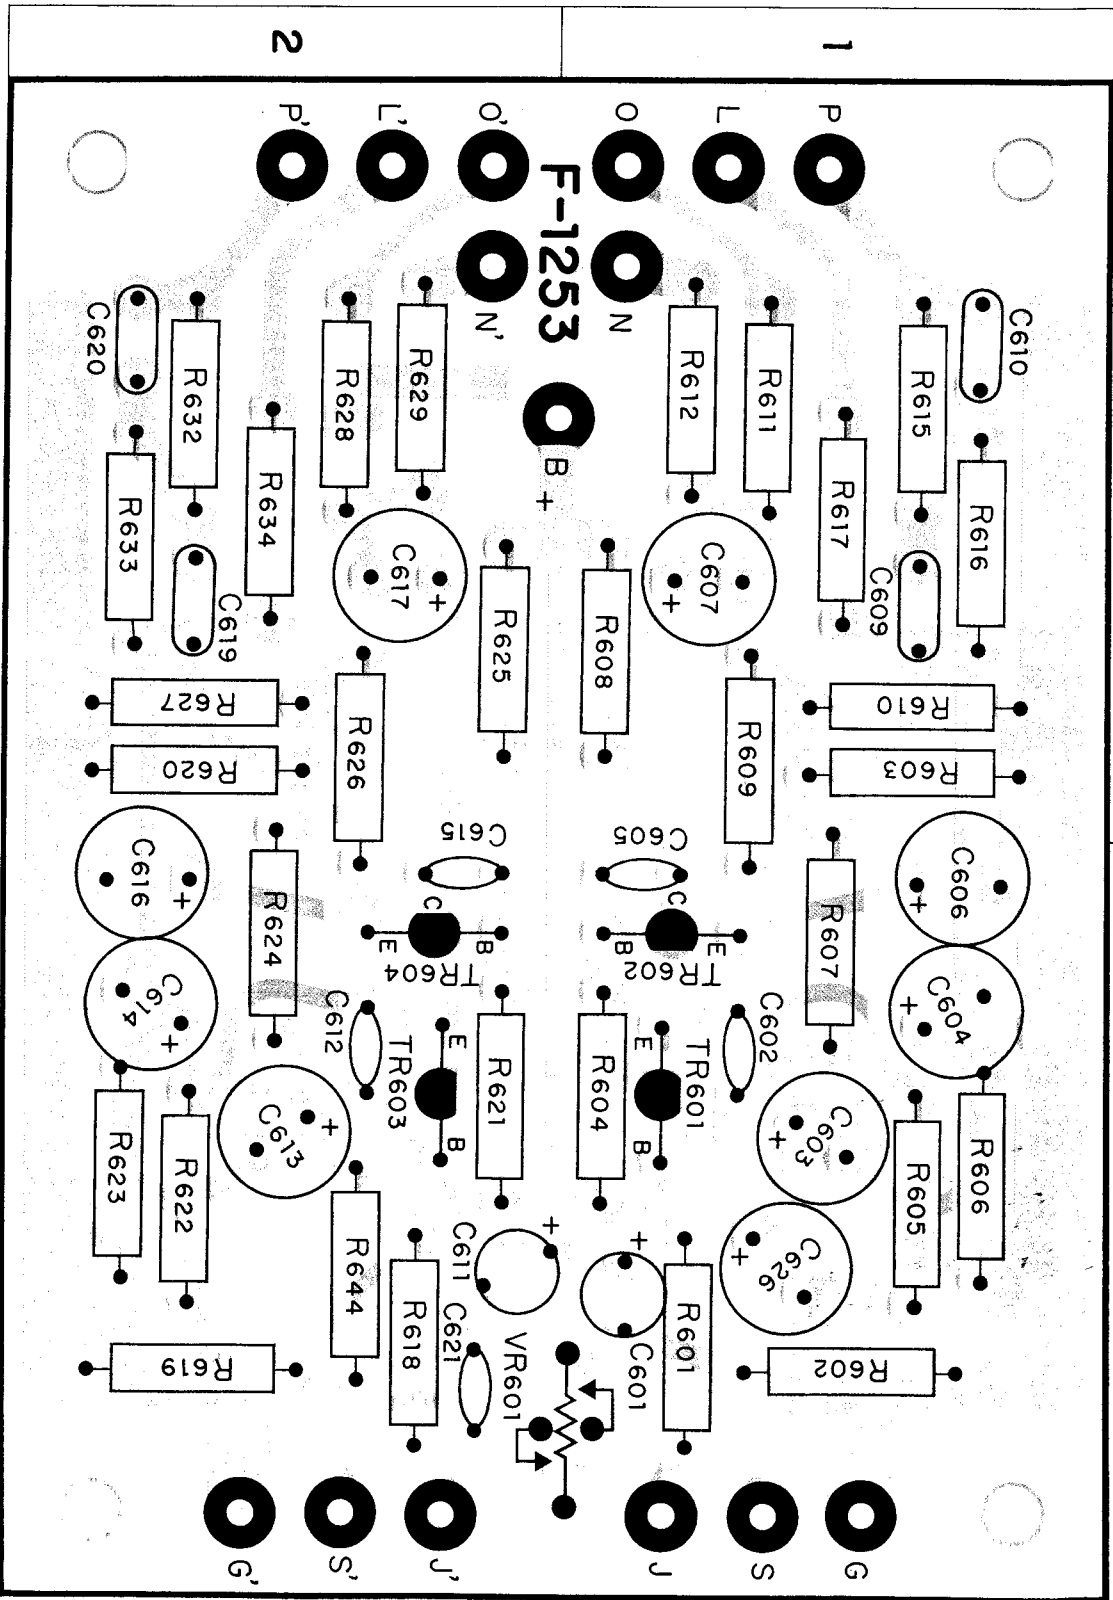 2
1
P'
L'
O'
O
L
P
F-1253
N'
N
C620
R632
R628
R629
R612
R611
R615
C610
B +
R633
R634
C617
+
C607
+
R617
R616
C619
C609
R625
R608
R627
R626
R609
R610
R620
R603
C615
C605
C616
+
R624
C
E
B
TR604
C
B
E
TR602
R607
C606
+
C614
+
C612
TR603
E
B
R621
R604
E
B
TR601
C602
C604
+
R623
R622
C613
+
C603
+
R605
R606
R644
C611
+
+
C626
+
R619
R618
C621
VR601
C601
R601
R602
G'
S'
J'
J
S
G